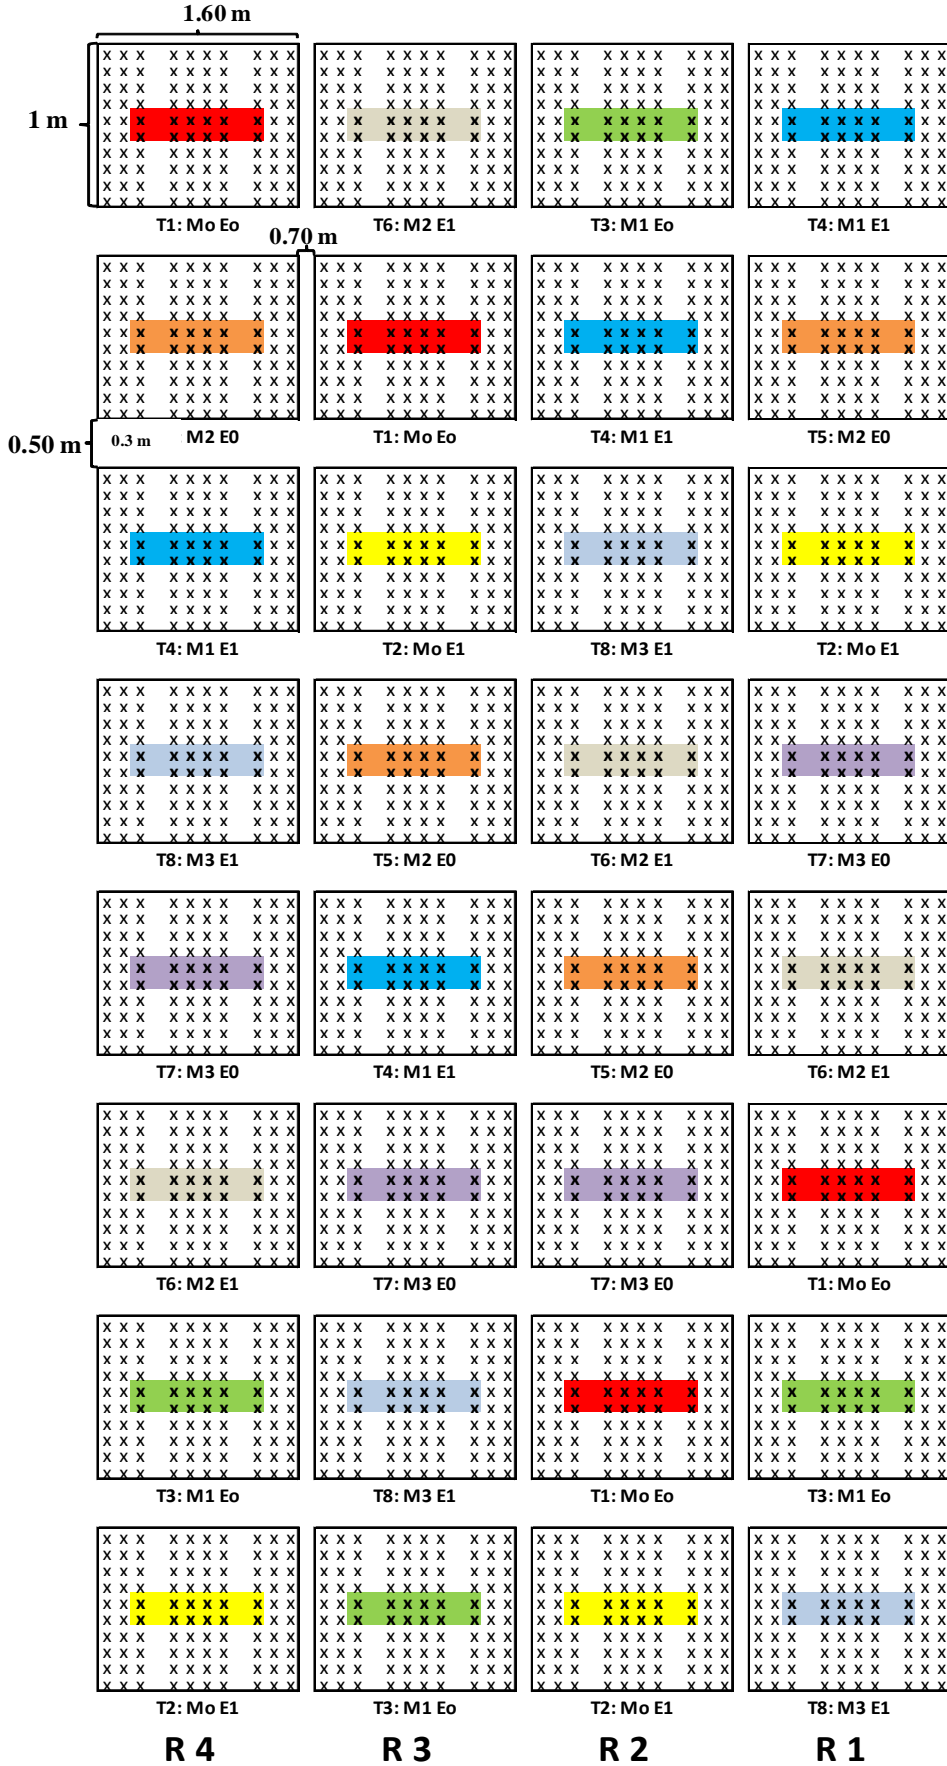 1.60 m
1 m
T1: Mo Eo T6: M2 E1 T3: M1 Eo T4: M1 E1
0.70 m
: M2 E0 T1: Mo Eo T4: M1 E1 T5: M2 E0
0.50 m
0.3 m
T4: M1 E1 T2: Mo E1 T8: M3 E1 T2: Mo E1
T8: M3 E1 T5: M2 E0 T6: M2 E1 T7: M3 E0
T7: M3 E0 T4: M1 E1 T5: M2 E0 T6: M2 E1
T6: M2 E1 T7: M3 E0 T7: M3 E0 T1: Mo Eo
T3: M1 Eo T8: M3 E1 T1: Mo Eo T3: M1 Eo
T2: Mo E1 T3: M1 Eo T2: Mo E1 T8: M3 E1
R 4 R 3 R 2 R 1